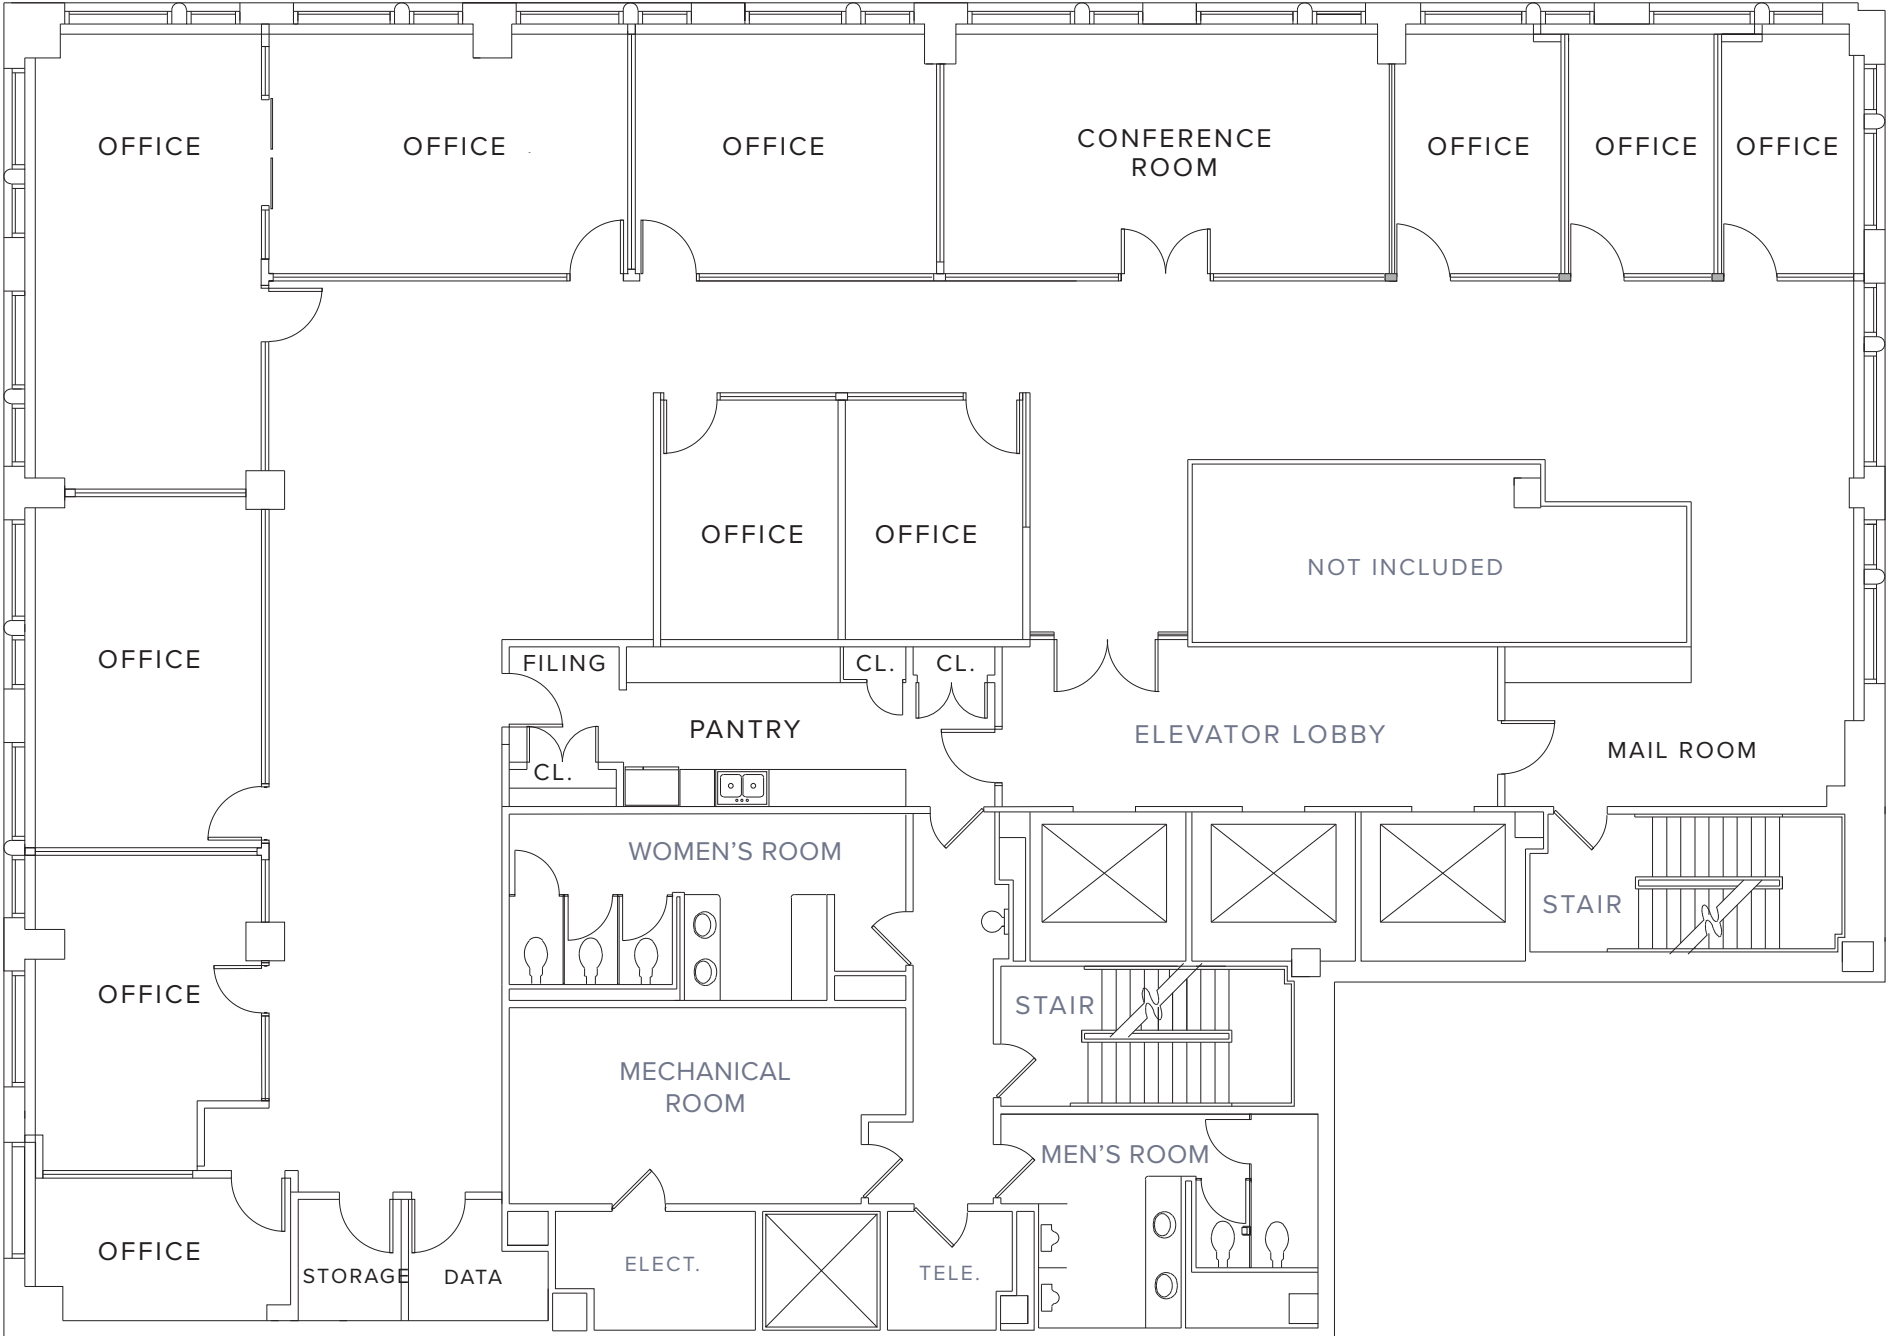 OFFICE
OFFICE
OFFICE
CONFERENCE
ROOM
OFFICE
OFFICE
OFFICE
OFFICE
OFFICE
NOT INCLUDED
OFFICE
FILING
CL.
CL.
PANTRY
ELEVATOR LOBBY
MAIL ROOM
CL.
WOMEN’S ROOM
STAIR
OFFICE
STAIR
MECHANICAL
ROOM
MEN’S ROOM
OFFICE
STORAGE
DATA
ELECT.
TELE.